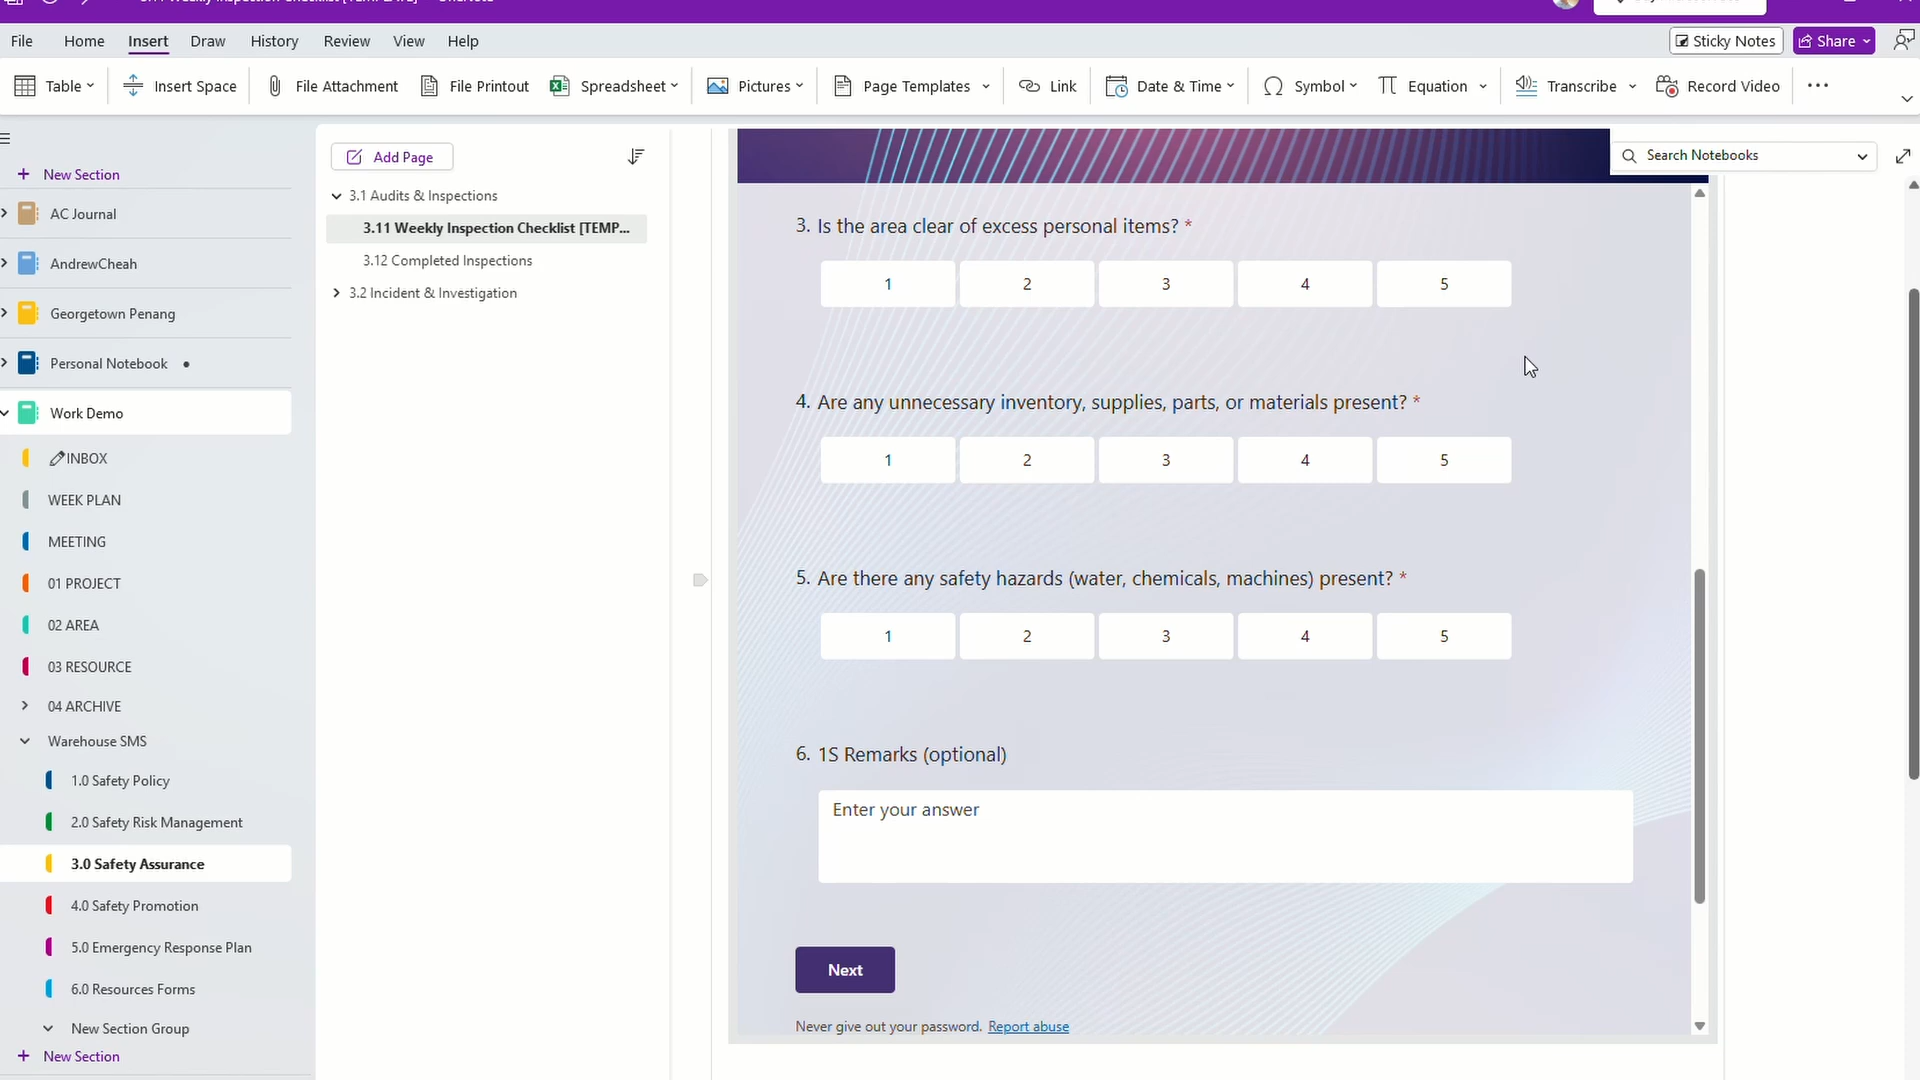 File Home Insert Draw History Review View Help
Sticky Notes Share
Table Insert Space File Attachment File Printout Spreadsheet Pictures Page Templates Link Date & Time Symbol Equation Transcribe Record Video
New Section
AC Journal
AndrewCheah
Georgetown Penang
Personal Notebook
Work Demo
INBOX
WEEK PLAN
MEETING
01 PROJECT
02 AREA
03 RESOURCE
04 ARCHIVE
Warehouse SMS
1.0 Safety Policy
2.0 Safety Risk Management
3.0 Safety Assurance
4.0 Safety Promotion
5.0 Emergency Response Plan
6.0 Resources Forms
New Section Group
New Section
Add Page
3.1 Audits & Inspections
3.11 Weekly Inspection Checklist [TEMP...
3.12 Completed Inspections
3.2 Incident & Investigation
Search Notebooks
3. Is the area clear of excess personal items? *
1 2 3 4 5
4. Are any unnecessary inventory, supplies, parts, or materials present? *
1 2 3 4 5
5. Are there any safety hazards (water, chemicals, machines) present? *
1 2 3 4 5
6. 1S Remarks (optional)
Enter your answer
Next
Never give out your password. Report abuse